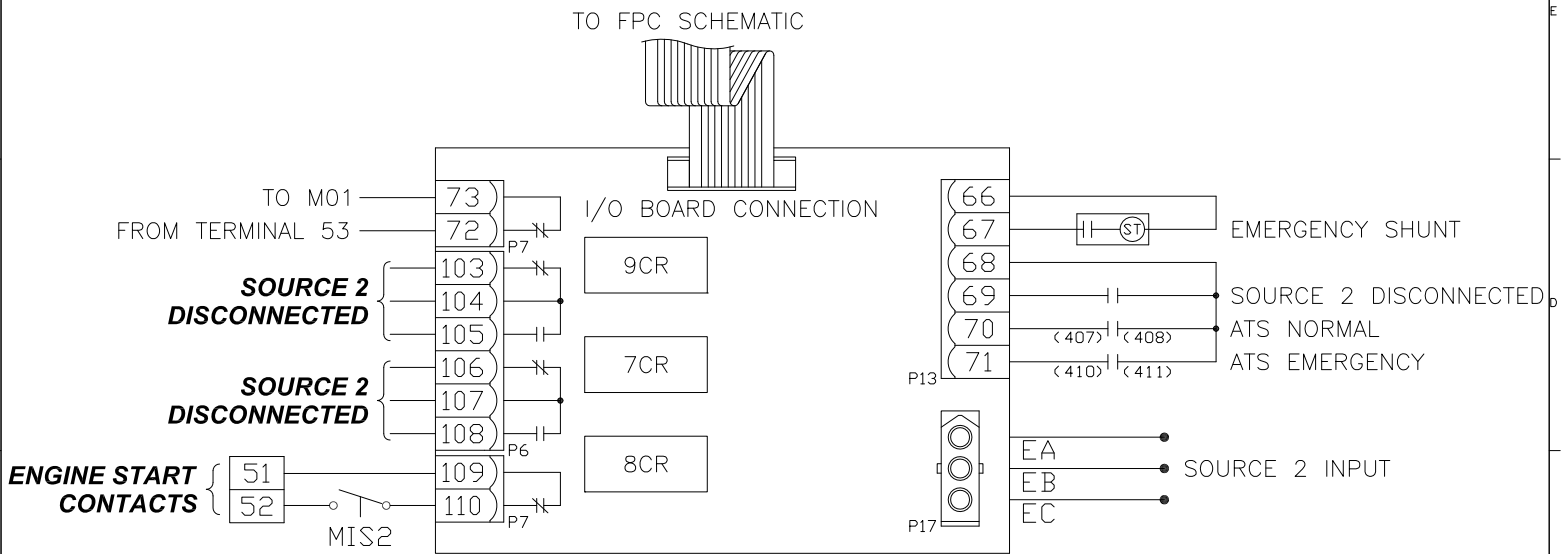 TO FPC SCHEMATIC
E
I/O BOARD CONNECTION
TO M01
73
FROM TERMINAL 53
72
P7
SOURCE 2
DISCONNECTED
103
104
105
SOURCE 2
DISCONNECTED
106
107
108
P6
ENGINE START
CONTACTS
51
52
MIS2
109
110
P7
9CR
7CR
8CR
66
67
ST
EMERGENCY SHUNT
68
69
SOURCE 2 DISCONNECTED
D
70
(407) (408)
ATS NORMAL
71
(410) (411)
ATS EMERGENCY
P13
EA
EB
EC
SOURCE 2 INPUT
P17